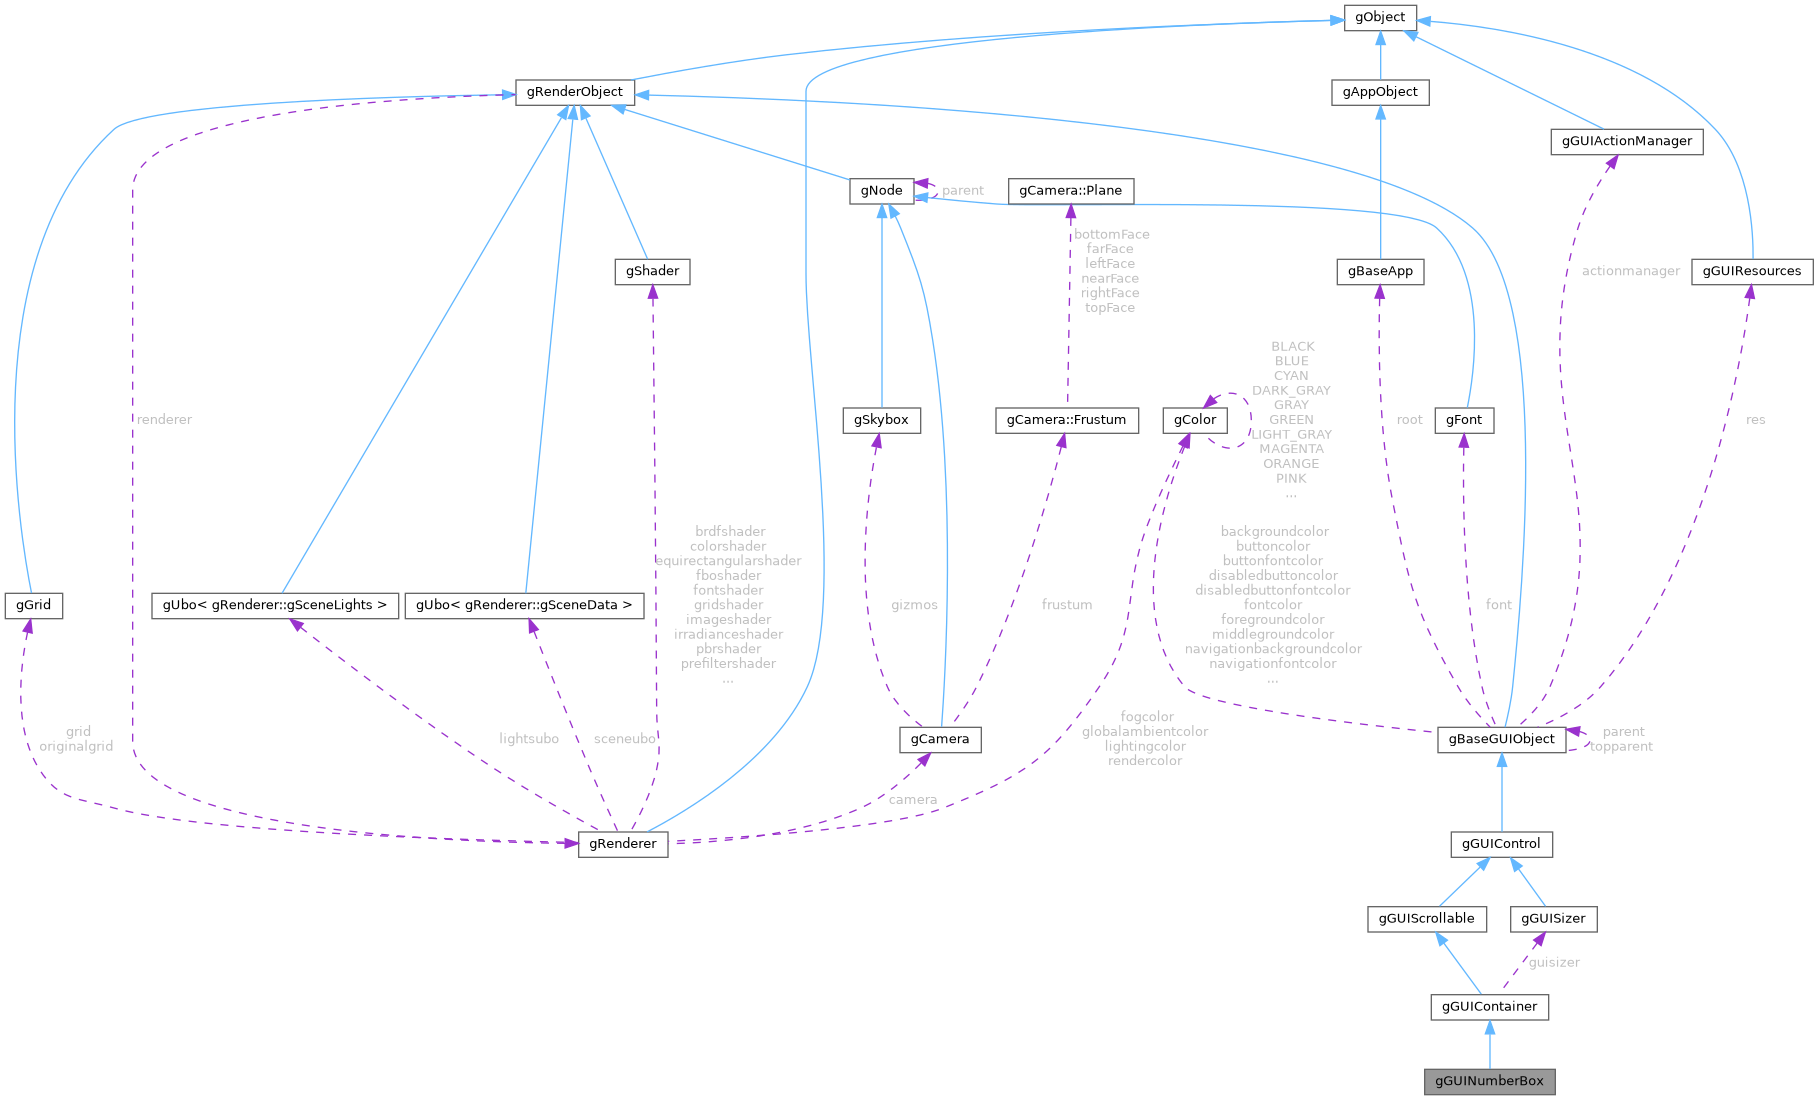 gObject
gRenderObject
gAppObject
gGUIActionManager
gNode
parent
gCamera::Plane
bottomFace
farFace
leftFace
nearFace
rightFace
topFace
gShader
gBaseApp
actionmanager
gGUIResources
BLACK
BLUE
CYAN
DARK_GRAY
GRAY
GREEN
LIGHT_GRAY
MAGENTA
ORANGE
PINK
...
renderer
gSkybox
gCamera::Frustum
gColor
root
gFont
res
brdfshader
colorshader
equirectangularshader
fboshader
fontshader
gridshader
imageshader
irradianceshader
pbrshader
prefiltershader
...
backgroundcolor
buttoncolor
buttonfontcolor
disabledbuttoncolor
disabledbuttonfontcolor
fontcolor
foregroundcolor
middlegroundcolor
navigationbackgroundcolor
navigationfontcolor
...
gGrid
gUbo< gRenderer::gSceneLights >
gUbo< gRenderer::gSceneData >
gizmos
frustum
font
grid
originalgrid
lightsubo
sceneubo
gCamera
fogcolor
globalambientcolor
lightingcolor
rendercolor
gBaseGUIObject
parent
topparent
camera
gRenderer
gGUIControl
gGUIScrollable
gGUISizer
guisizer
gGUIContainer
gGUINumberBox